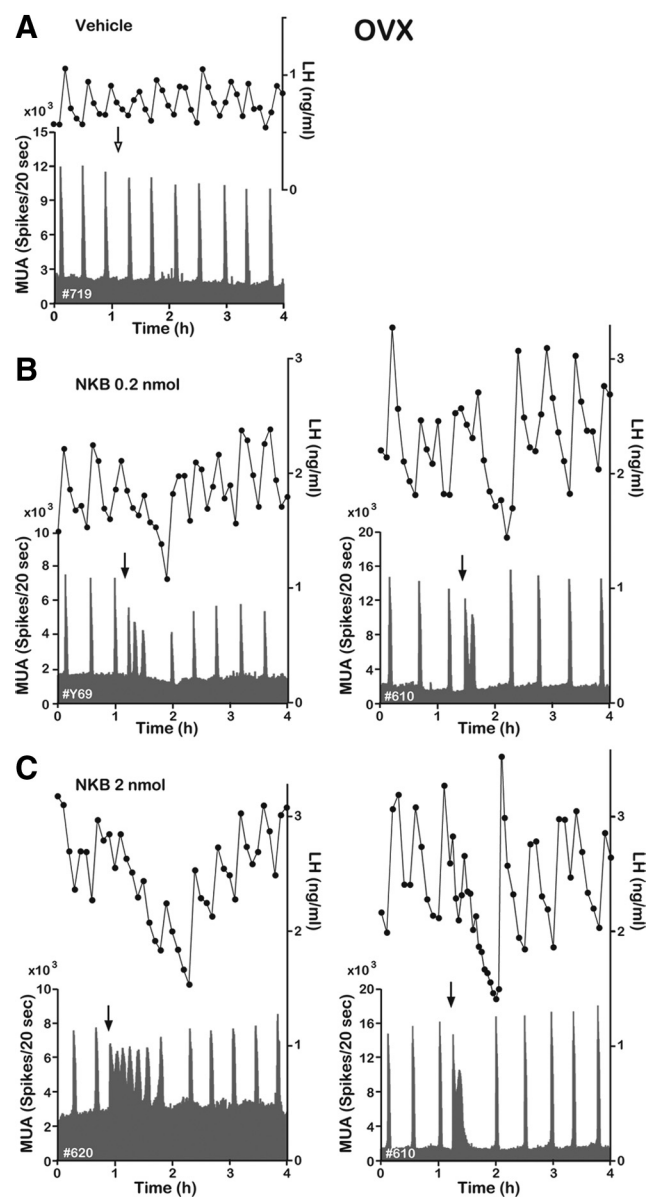 A
Vehicle
OVX
LH (ng/ml)
1
0
x10³
MUA (Spikes/20 sec)
15
12
9
6
3
0
#719
0 1 2 3 4
Time (h)
B
NKB 0.2 nmol
LH (ng/ml)
3
2
1
0
x10³
MUA (Spikes/20 sec)
10
8
6
4
2
0
#Y69
0 1 2 3 4
Time (h)
LH (ng/ml)
3
2
1
0
x10³
MUA (Spikes/20 sec)
20
16
12
8
4
0
#610
0 1 2 3 4
Time (h)
C
NKB 2 nmol
LH (ng/ml)
3
2
1
0
x10³
MUA (Spikes/20 sec)
10
8
6
4
2
0
#620
0 1 2 3 4
Time (h)
LH (ng/ml)
3
2
1
0
x10³
MUA (Spikes/20 sec)
20
16
12
8
4
0
#610
0 1 2 3 4
Time (h)